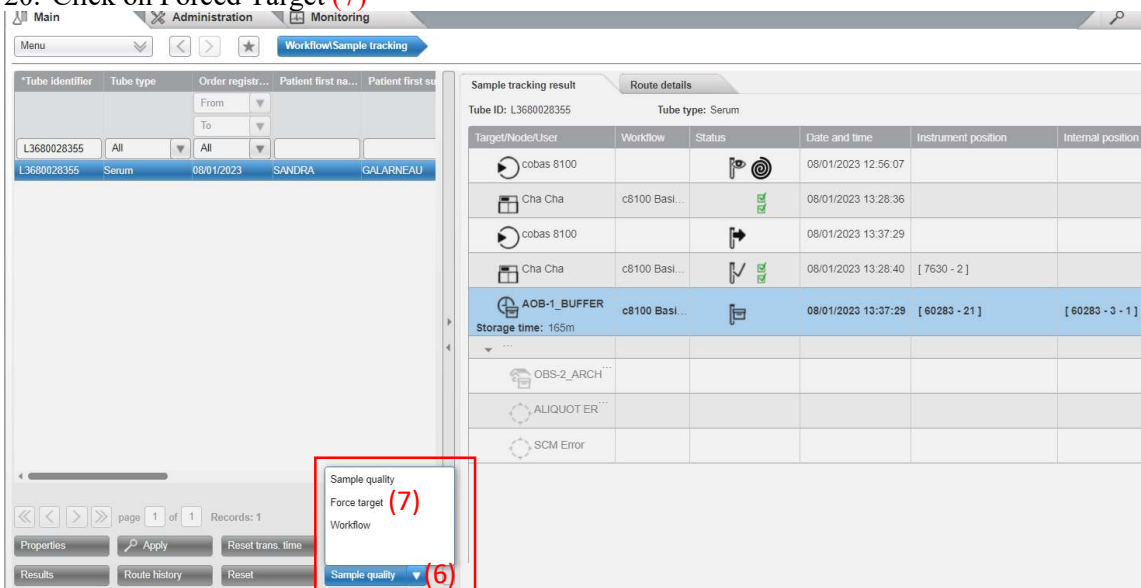 20. Click on Forced Target (7)
Main Administration Monitoring
Menu Workflow\Sample tracking
*Tube identifier Tube type Order registr... Patient first na... Patient first su
From
To
L3680028355 All All
L3680028355 Serum 08/01/2023 SANDRA GALARNEAU
Sample tracking result Route details
Tube ID: L3680028355 Tube type: Serum
Target/Node/User Workflow Status Date and time Instrument position Internal position
cobas 8100 08/01/2023 12:56:07
Cha Cha c8100 Basi... 08/01/2023 13:28:36
cobas 8100 08/01/2023 13:37:29
Cha Cha c8100 Basi... 08/01/2023 13:28:40 [ 7630 - 2 ]
AOB-1_BUFFER c8100 Basi... 08/01/2023 13:37:29 [ 60283 - 21 ] [ 60283 - 3 - 1 ]
Storage time: 165m
...
OBS-2_ARCH...
ALIQUOT ER...
SCM Error
Sample quality
Force target (7)
Workflow
page 1 of 1 Records: 1
Properties Apply Reset trans. time
Results Route history Reset Sample quality (6)